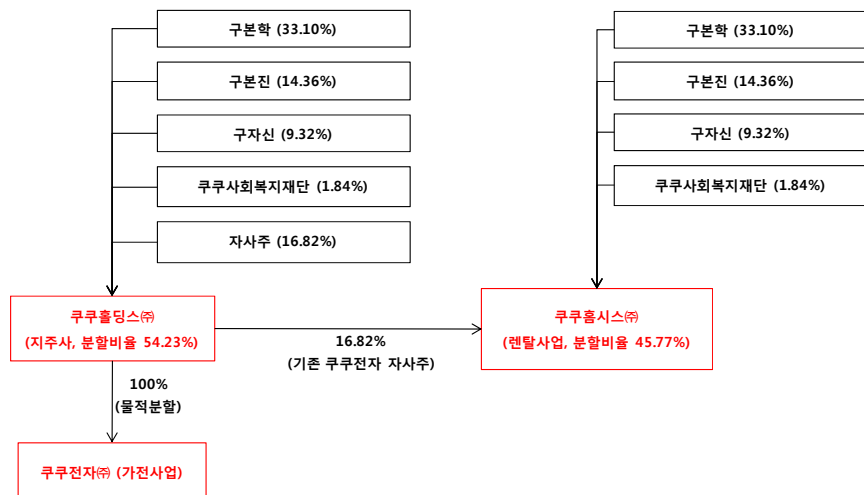 구본학 (33.10%)
구본진 (14.36%)
구자신 (9.32%)
쿠쿠사회복지재단 (1.84%)
자사주 (16.82%)
구본학 (33.10%)
구본진 (14.36%)
구자신 (9.32%)
쿠쿠사회복지재단 (1.84%)
쿠쿠홀딩스㈜
(지주사, 분할비율 54.23%)
16.82%
(기존 쿠쿠전자 자사주)
쿠쿠홈시스㈜
(렌탈사업, 분할비율 45.77%)
100%
(물적분할)
쿠쿠전자㈜ (가전사업)